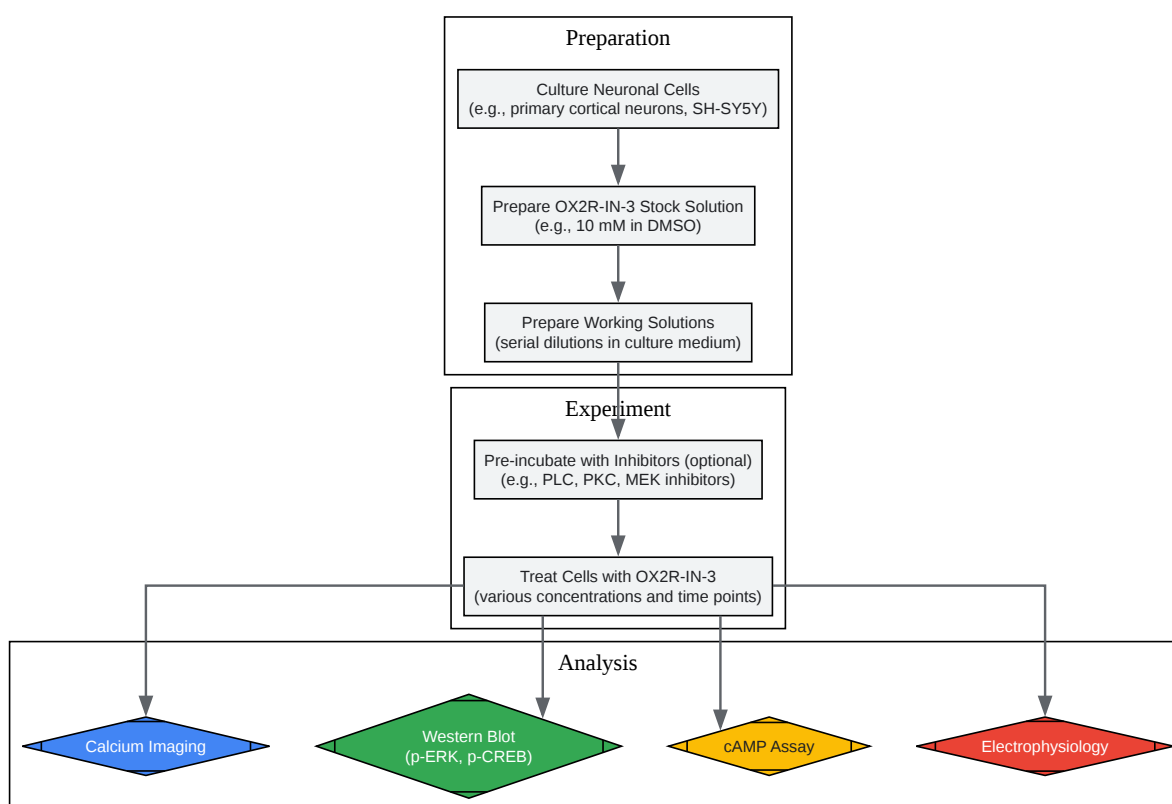 Preparation
Culture Neuronal Cells
(e.g., primary cortical neurons, SH-SY5Y)
Prepare OX2R-IN-3 Stock Solution
(e.g., 10 mM in DMSO)
Prepare Working Solutions
(serial dilutions in culture medium)
Experiment
Pre-incubate with Inhibitors (optional)
(e.g., PLC, PKC, MEK inhibitors)
Treat Cells with OX2R-IN-3
(various concentrations and time points)
Analysis
Calcium Imaging
Western Blot
(p-ERK, p-CREB)
cAMP Assay
Electrophysiology